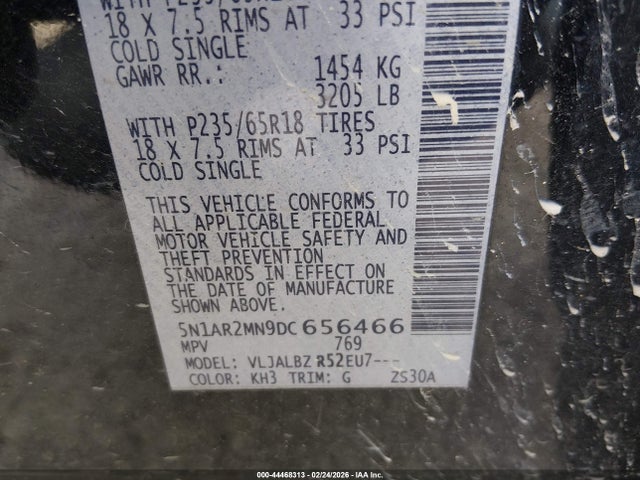 WITH P235/65R18
18 X 7.5 RIMS AT 33 PSI
COLD SINGLE
GAWR RR.: 1454 KG
3205 LB
WITH P235/65R18 TIRES
18 X 7.5 RIMS AT 33 PSI
COLD SINGLE
THIS VEHICLE CONFORMS TO
ALL APPLICABLE FEDERAL
MOTOR VEHICLE SAFETY AND
THEFT PREVENTION
STANDARDS IN EFFECT ON
THE DATE OF MANUFACTURE
SHOWN ABOVE.
5N1AR2MN9DC656466
MPV 769
MODEL: VLJALBZ R52EU7---
COLOR: KH3 TRIM: G ZS30A
000-44468313 - 02/24/2026 - IAA Inc.